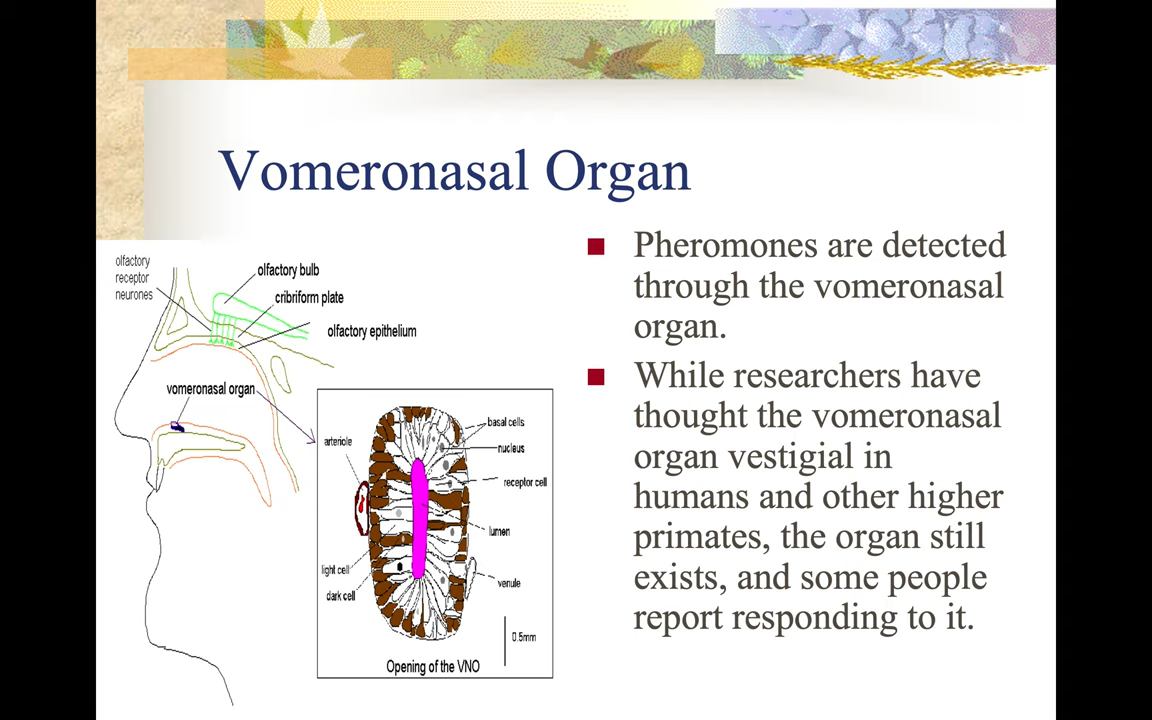 Vomeronasal Organ
olfactory
receptor
neurones
olfactory bulb
cribriform plate
olfactory epithelium
vomeronasal organ
arteriole
basal cells
nucleus
receptor cell
lumen
light cell
dark cell
venule
0.5mm
Opening of the VNO
Pheromones are detected
through the vomeronasal
organ.
While researchers have
thought the vomeronasal
organ vestigial in
humans and other higher
primates, the organ still
exists, and some people
report responding to it.